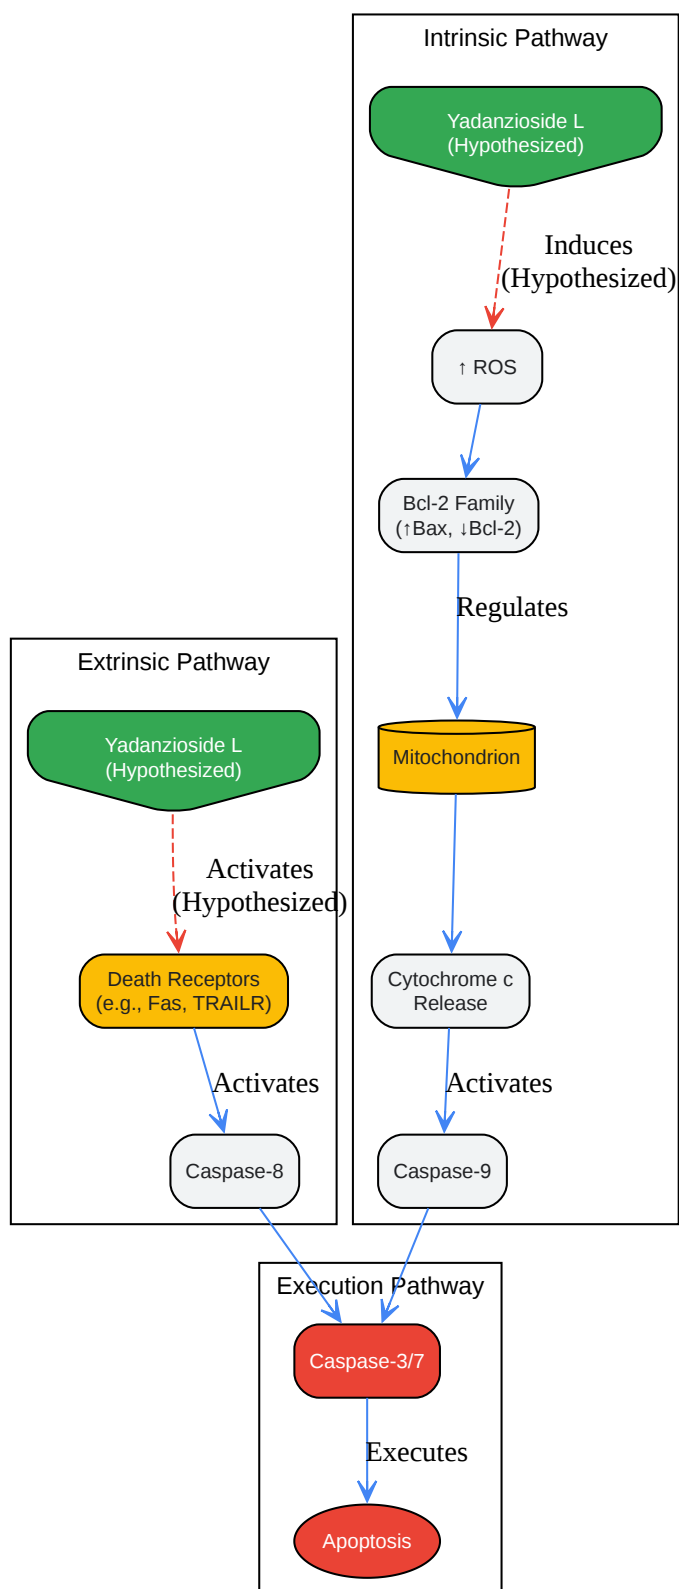 Intrinsic Pathway
Yadanzioside L
(Hypothesized)
Induces
(Hypothesized)
↑ ROS
Bcl-2 Family
(↑Bax, ↓Bcl-2)
Regulates
Mitochondrion
Cytochrome c
Release
Activates
Caspase-9
Extrinsic Pathway
Yadanzioside L
(Hypothesized)
Activates
(Hypothesized)
Death Receptors
(e.g., Fas, TRAILR)
Activates
Caspase-8
Execution Pathway
Caspase-3/7
Executes
Apoptosis